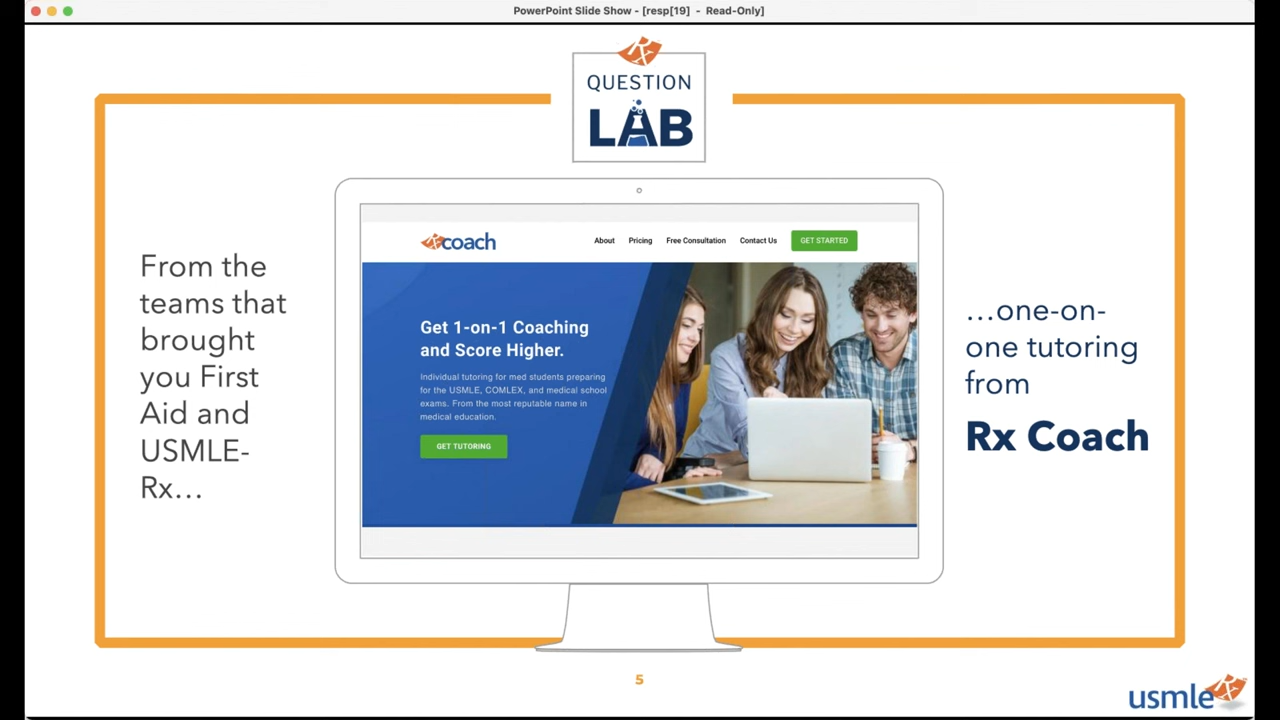 PowerPoint Slide Show - [resp[19] - Read-Only]
Rx
QUESTION
LAB
From the
teams that
brought
you First
Aid and
USMLE-
Rx…
Rx coach
About Pricing Free Consultation Contact Us GET STARTED
Get 1-on-1 Coaching
and Score Higher.
Individual tutoring for med students preparing
for the USMLE, COMLEX, and medical school
exams. From the most reputable name in
medical education.
GET TUTORING
…one-on-
one tutoring
from
Rx Coach
5
usmle Rx